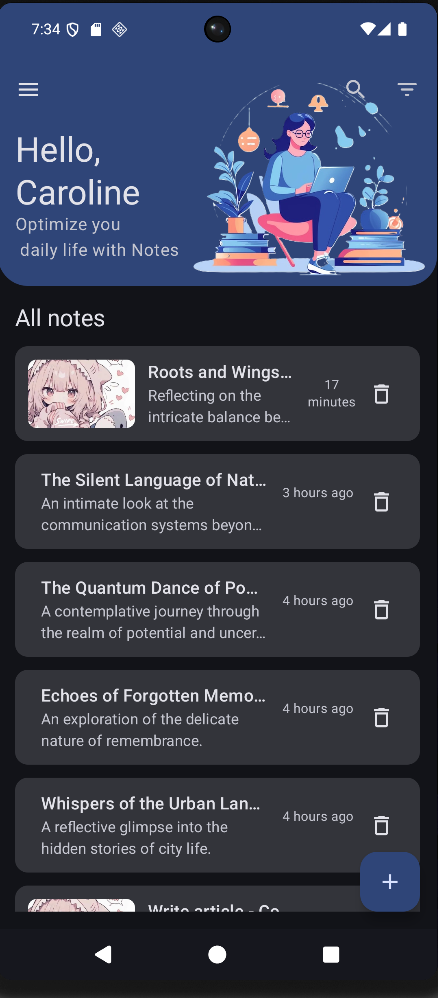 7:34
Hello,
Caroline
Optimize you
daily life with Notes
All notes
Roots and Wings...
Reflecting on the
intricate balance be...
17
minutes
The Silent Language of Nat...
An intimate look at the
communication systems beyon...
3 hours ago
The Quantum Dance of Po...
A contemplative journey through
the realm of potential and uncer...
4 hours ago
Echoes of Forgotten Memo...
An exploration of the delicate
nature of remembrance.
4 hours ago
Whispers of the Urban Lan...
A reflective glimpse into the
hidden stories of city life.
4 hours ago
Write article - Co...